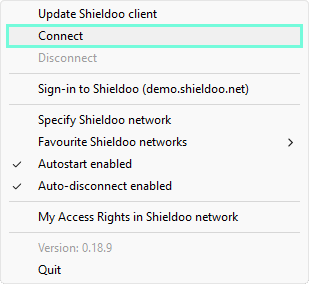 Update Shieldoo client
Connect
Disconnect
Sign-in to Shieldoo (demo.shieldoo.net)
Specify Shieldoo network
Favourite Shieldoo networks
Autostart enabled
Auto-disconnect enabled
My Access Rights in Shieldoo network
Version: 0.18.9
Quit